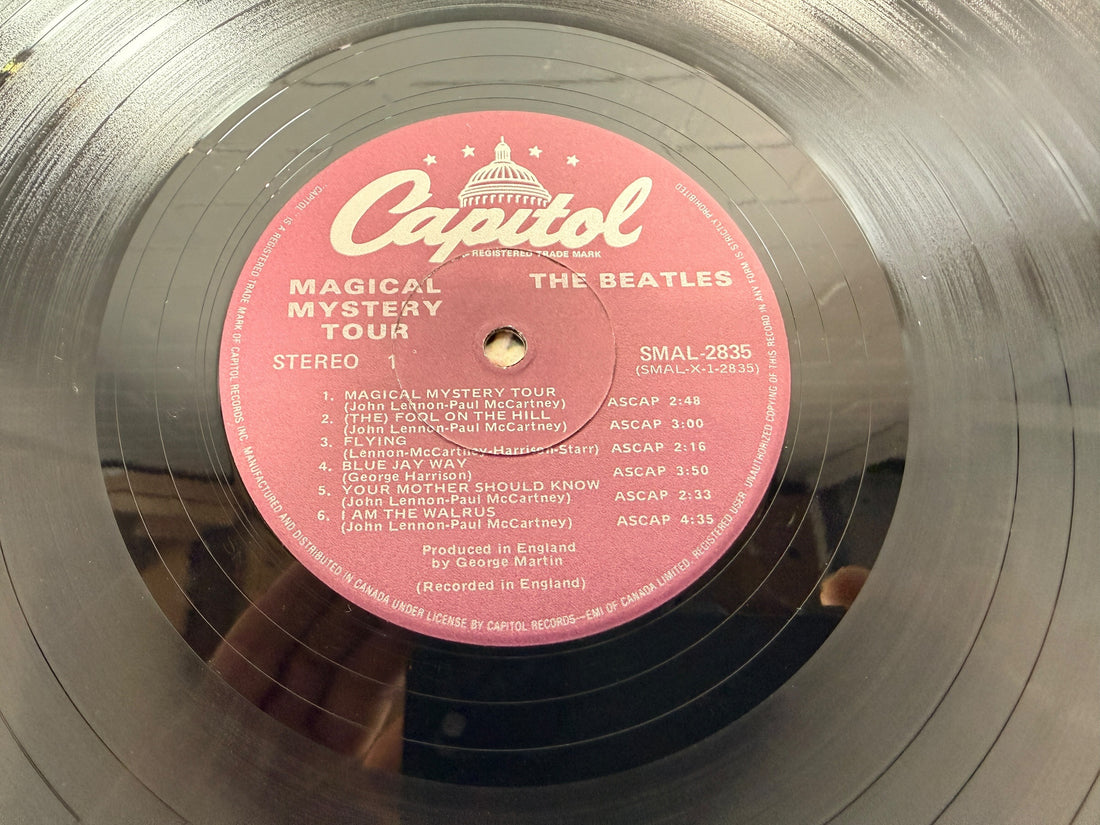 Capitol
REGISTERED TRADE MARK
MAGICAL
MYSTERY
TOUR
THE BEATLES
STEREO 1
SMAL-2835
(SMAL-X-1-2835)
1. MAGICAL MYSTERY TOUR
(John Lennon-Paul McCartney) ASCAP 2:48
2. (THE) FOOL ON THE HILL
(John Lennon-Paul McCartney) ASCAP 3:00
3. FLYING
(Lennon-McCartney-Harrison-Starr) ASCAP 2:16
4. BLUE JAY WAY
(George Harrison) ASCAP 3:50
5. YOUR MOTHER SHOULD KNOW
(John Lennon-Paul McCartney) ASCAP 2:33
6. I AM THE WALRUS
(John Lennon-Paul McCartney) ASCAP 4:35
Produced in England
by George Martin
(Recorded in England)
"CAPITOL" IS A REGISTERED TRADE MARK OF CAPITOL RECORDS INC. MANUFACTURED AND DISTRIBUTED IN CANADA UNDER LICENSE BY CAPITOL RECORDS—EMI OF CANADA LIMITED. REGISTERED USER. UNAUTHORIZED COPYING OF THIS RECORD IN ANY FORM IS STRICTLY PROHIBITED